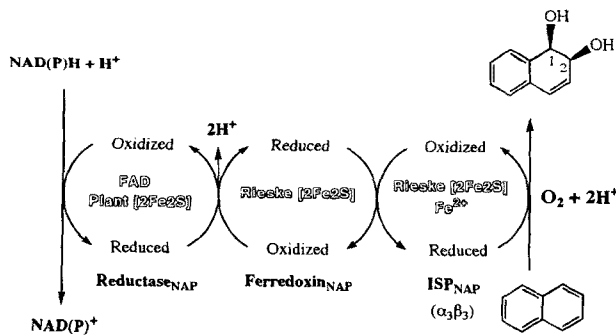 OH
OH
1
2
NAD(P)H + H⁺
2H⁺
Oxidized
Reduced
Oxidized
FAD
Plant [2Fe2S]
Rieske [2Fe2S]
Rieske [2Fe2S]
Fe²⁺
O₂ + 2H⁺
Reduced
Oxidized
Reduced
Reductase_NAP
Ferredoxin_NAP
ISP_NAP
(α₃β₃)
NAD(P)⁺